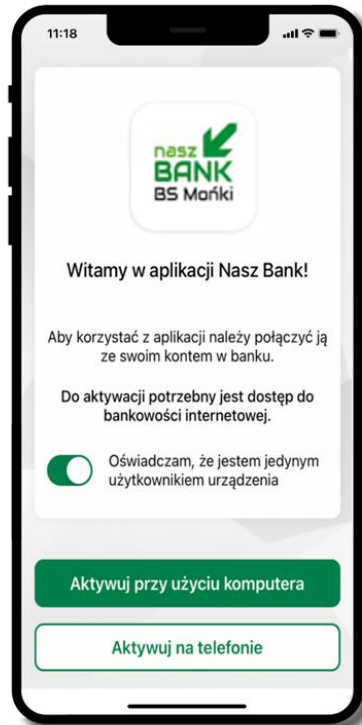 11:18
nasz
BANK
BS Mońki
Witamy w aplikacji Nasz Bank!
Aby korzystać z aplikacji należy połączyć ją
ze swoim kontem w banku.
Do aktywacji potrzebny jest dostęp do
bankowości internetowej.
Oświadczam, że jestem jedynym
użytkownikiem urządzenia
Aktywuj przy użyciu komputera
Aktywuj na telefonie